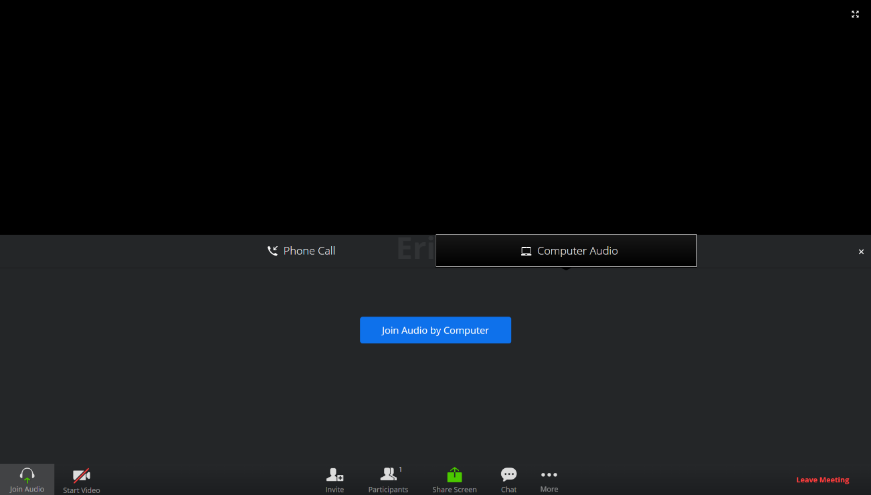 Phone Call
Eri
Computer Audio
Join Audio by Computer
Join Audio
Start Video
Invite
Participants
1
Share Screen
Chat
More
Leave Meeting